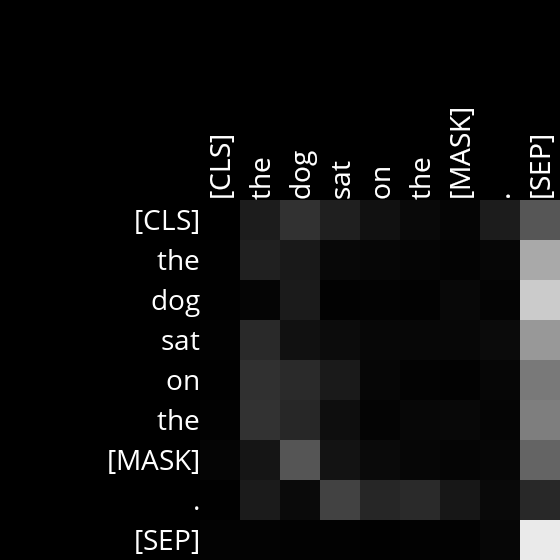 [CLS] the dog sat on the [MASK] . [SEP]
[CLS]
the
dog
sat
on
the
[MASK]
.
[SEP]